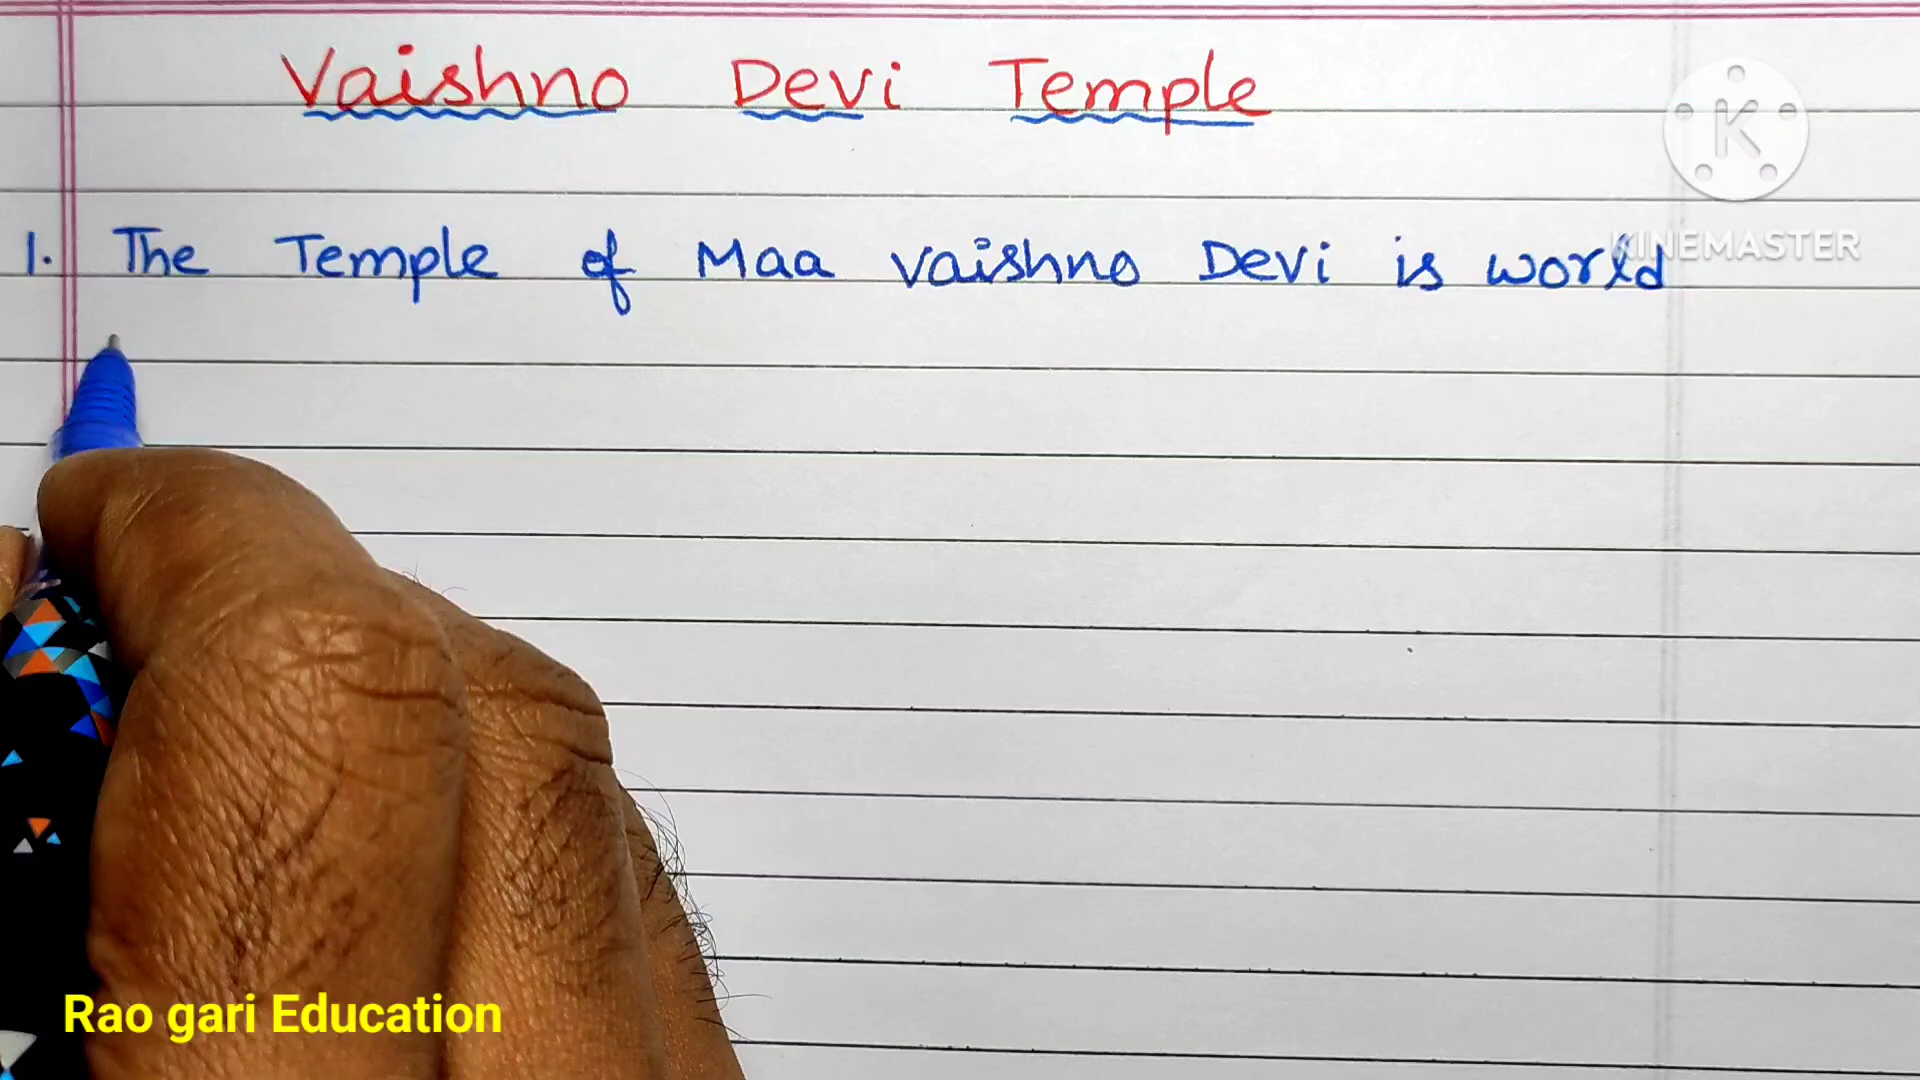 Vaishno Devi Temple
K
KINEMASTER
1. The Temple of Maa Vaishno Devi is world
Rao gari Education